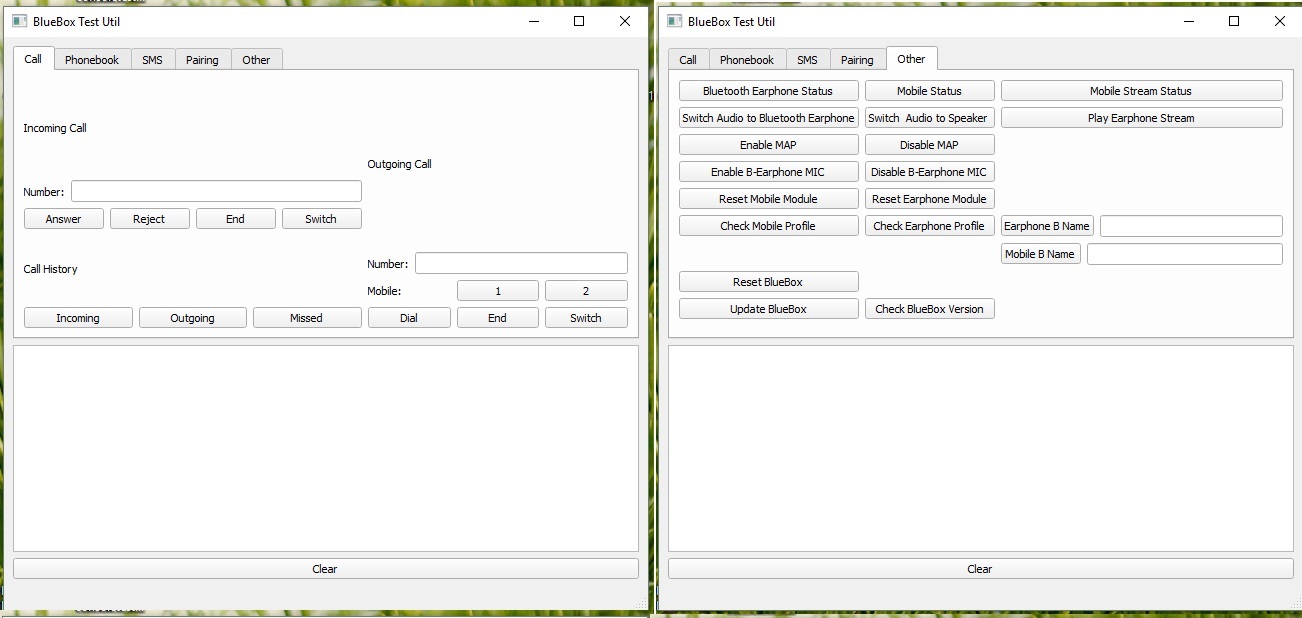 BlueBox Test Util
Call Phonebook SMS Pairing Other
Incoming Call
Outgoing Call
Number:
Answer Reject End Switch
Call History
Number:
Mobile: 1 2
Incoming Outgoing Missed Dial End Switch
Clear
BlueBox Test Util
Call Phonebook SMS Pairing Other
Bluetooth Earphone Status Mobile Status Mobile Stream Status
Switch Audio to Bluetooth Earphone Switch Audio to Speaker Play Earphone Stream
Enable MAP Disable MAP
Enable B-Earphone MIC Disable B-Earphone MIC
Reset Mobile Module Reset Earphone Module
Check Mobile Profile Check Earphone Profile Earphone B Name
Mobile B Name
Reset BlueBox
Update BlueBox Check BlueBox Version
Clear